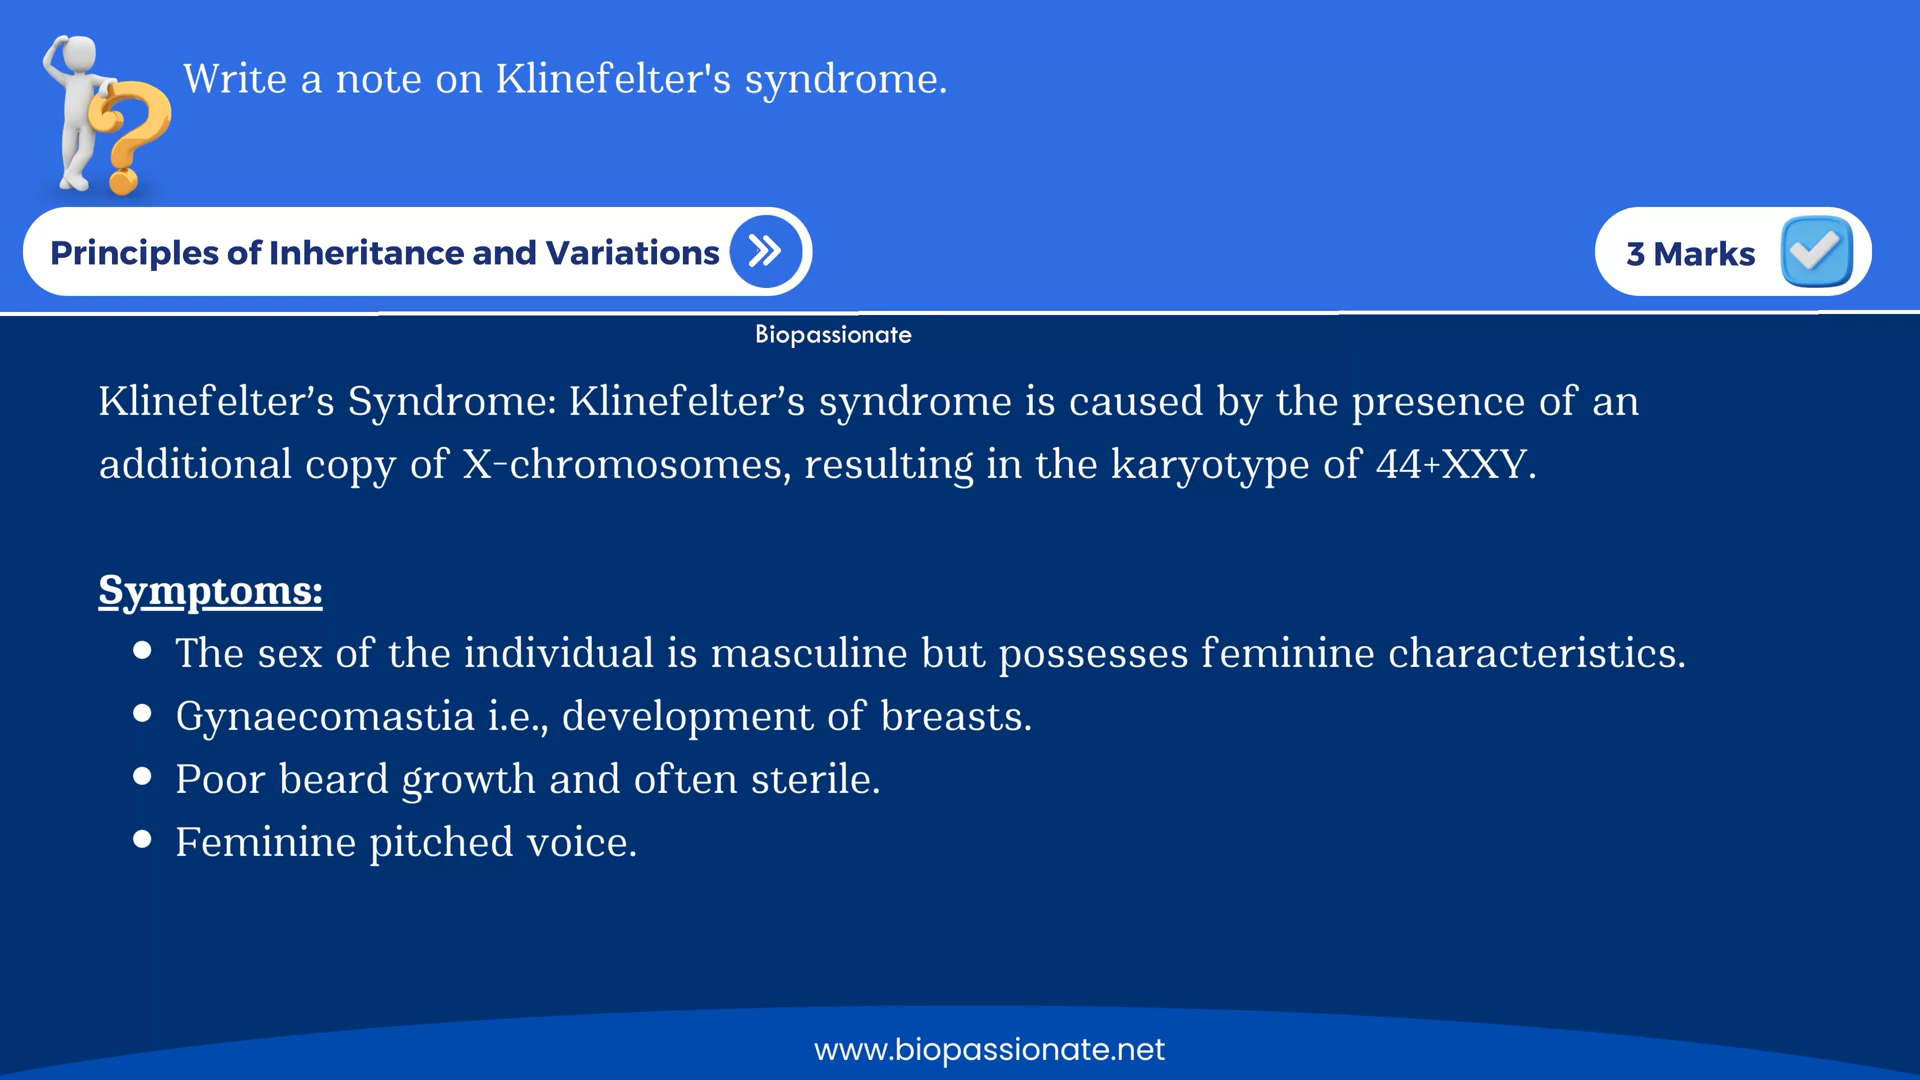 Write a note on Klinefelter's syndrome.
Principles of Inheritance and Variations
3 Marks
Biopassionate
Klinefelter’s Syndrome: Klinefelter’s syndrome is caused by the presence of an
additional copy of X-chromosomes, resulting in the karyotype of 44+XXY.
Symptoms:
• The sex of the individual is masculine but possesses feminine characteristics.
• Gynaecomastia i.e., development of breasts.
• Poor beard growth and often sterile.
• Feminine pitched voice.
www.biopassionate.net